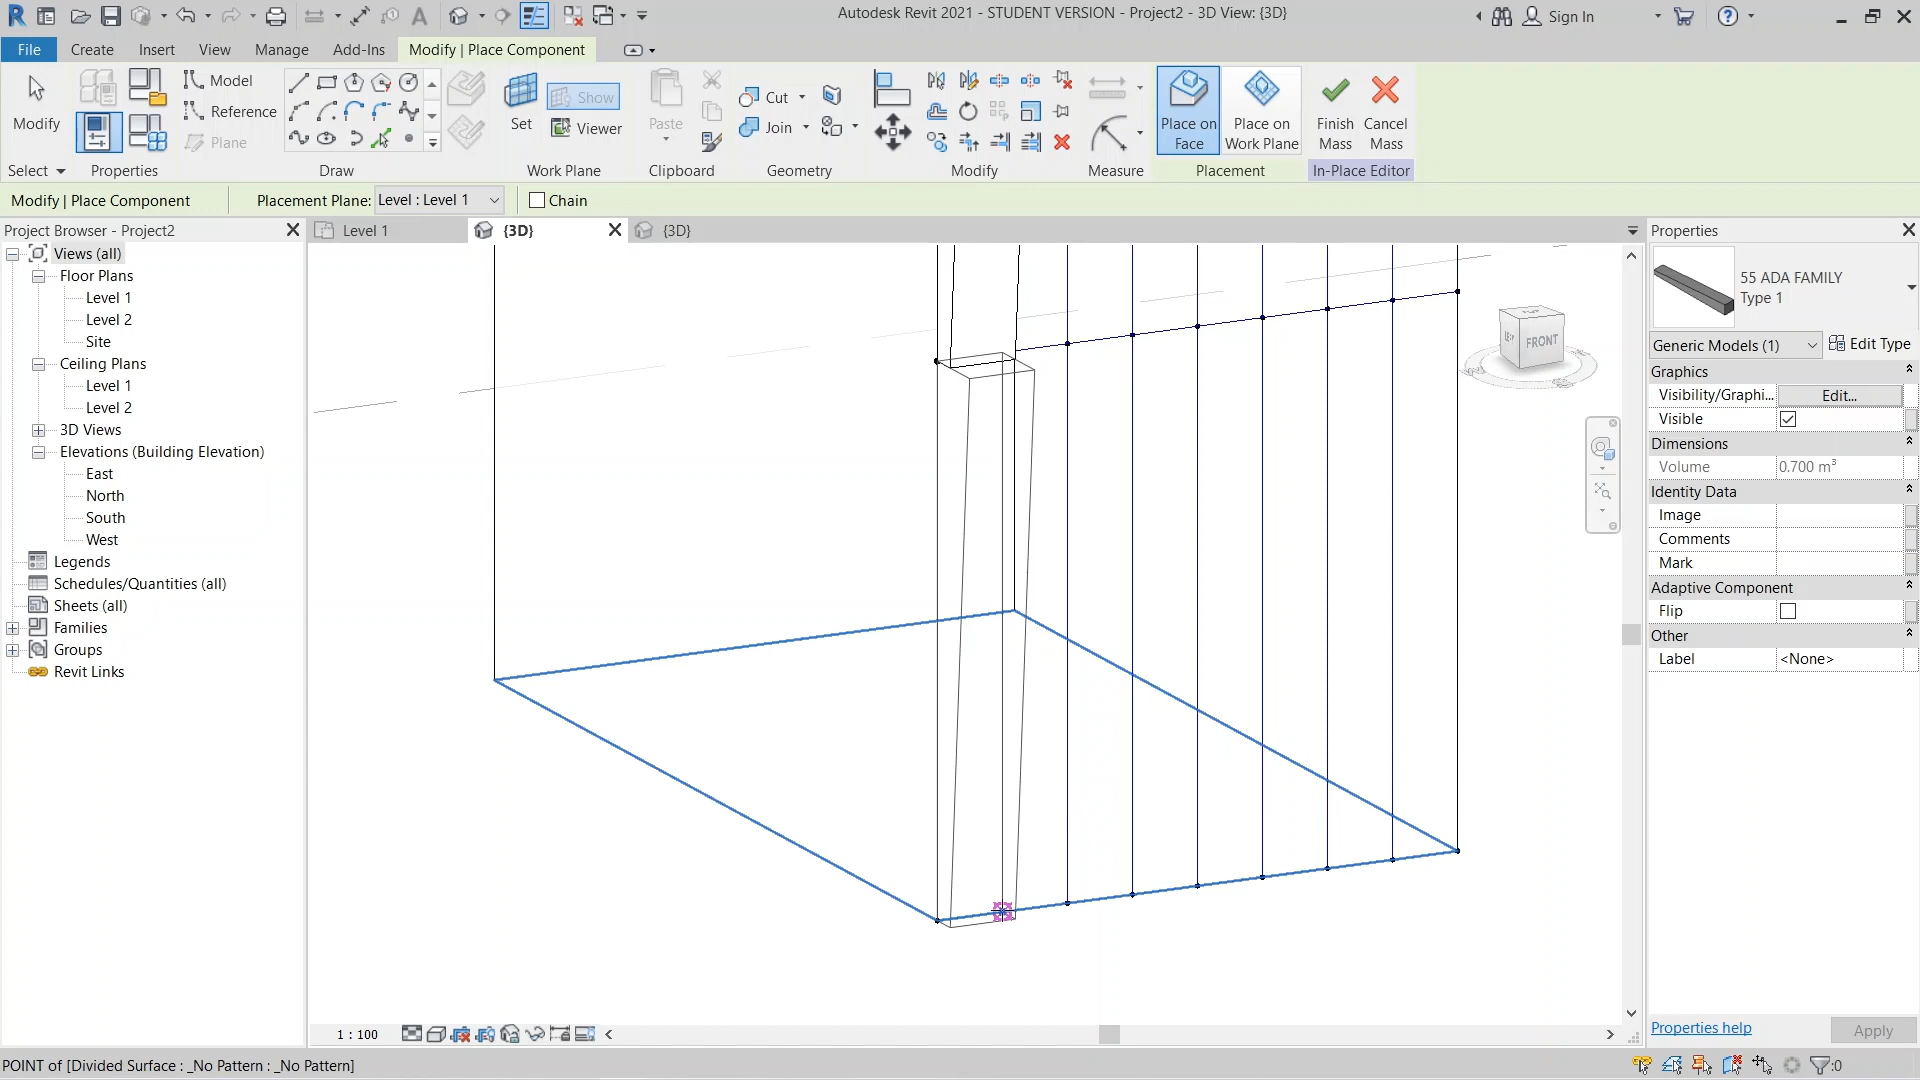 Autodesk Revit 2021 - STUDENT VERSION - Project2 - 3D View: {3D}
Sign In
File
Create
Insert
View
Manage
Add-Ins
Modify | Place Component
Modify
Model
Reference
Plane
Set
Show
Viewer
Paste
Cut
Join
Place on Face
Place on Work Plane
Finish Mass
Cancel Mass
Select
Properties
Draw
Work Plane
Clipboard
Geometry
Modify
Measure
Placement
In-Place Editor
Modify | Place Component
Placement Plane: Level : Level 1
Chain
Project Browser - Project2
Views (all)
Floor Plans
Level 1
Level 2
Site
Ceiling Plans
Level 1
Level 2
3D Views
Elevations (Building Elevation)
East
North
South
West
Legends
Schedules/Quantities (all)
Sheets (all)
Families
Groups
Revit Links
Level 1
{3D}
{3D}
FRONT
Properties
55 ADA FAMILY
Type 1
Generic Models (1)
Edit Type
Graphics
Visibility/Graphi... Edit...
Visible
Dimensions
Volume 0.700 m³
Identity Data
Image
Comments
Mark
Adaptive Component
Flip
Other
Label <None>
Properties help
Apply
1 : 100
POINT of [Divided Surface : _No Pattern : _No Pattern]
:0